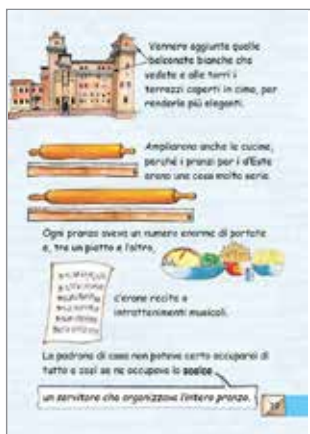 Vennero aggiunte quelle
balconate bianche che
vedete e alle torri i
terrazzi coperti in cima, per
renderle più eleganti.
Ampliarono anche le cucine,
perché i pranzi per i d'Este
erano una cosa molto seria.
Ogni pranzo aveva un numero enorme di portate
e, tra un piatto e l'altro,
c'erano recite e
intrattenimenti musicali.
La padrona di casa non poteva certo occuparsi di
tutto e così se ne occupava lo scalco
un servitore che organizzava l'intero pranzo.